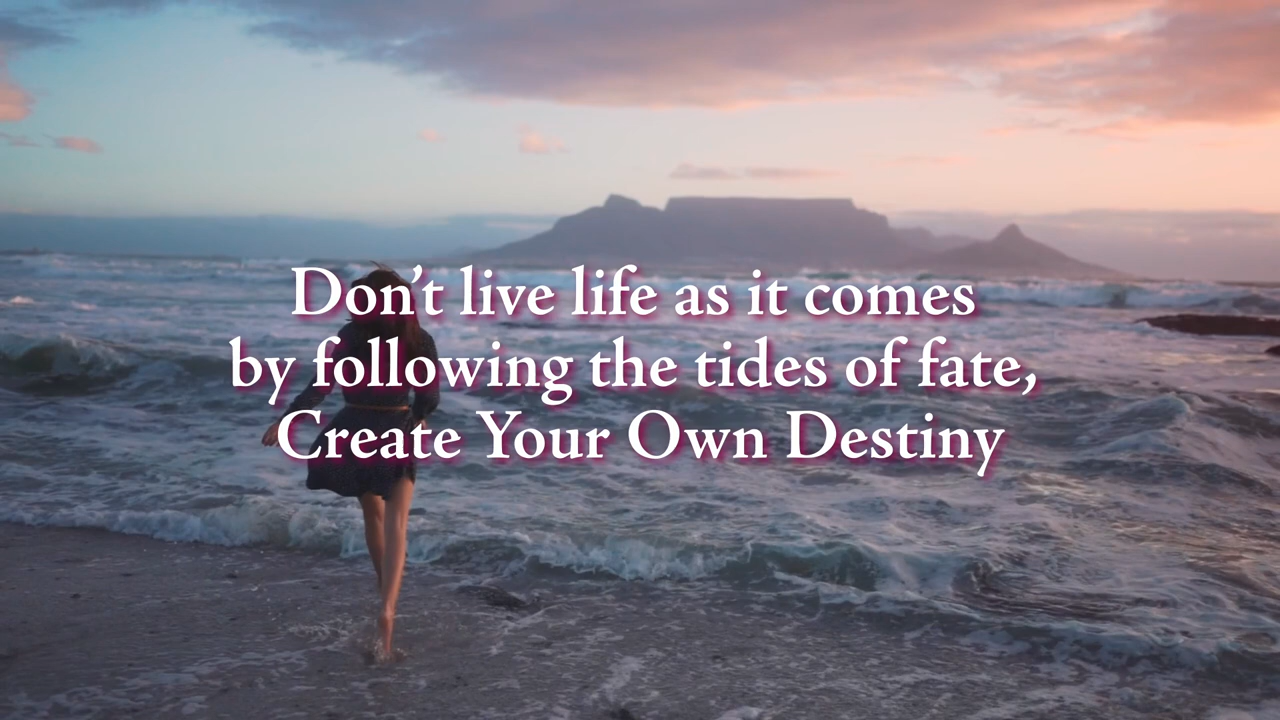 Don’t live life as it comes
by following the tides of fate,
Create Your Own Destiny